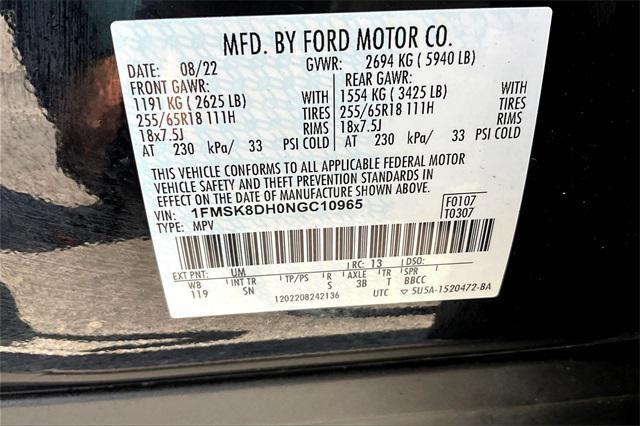 MFD. BY FORD MOTOR CO.
DATE: 08/22 GVWR: 2694 KG ( 5940 LB)
FRONT GAWR: REAR GAWR:
1191 KG ( 2625 LB) WITH 1554 KG ( 3425 LB) WITH
255/65R18 111H TIRES 255/65R18 111H TIRES
18x7.5J RIMS 18x7.5J RIMS
AT 230 kPa/ 33 PSI COLD AT 230 kPa/ 33 PSI COLD
THIS VEHICLE CONFORMS TO ALL APPLICABLE FEDERAL MOTOR
VEHICLE SAFETY AND THEFT PREVENTION STANDARDS IN
EFFECT ON THE DATE OF MANUFACTURE SHOWN ABOVE.
VIN: 1FMSK8DH0NGC10965 F0107
TYPE: MPV T0307
EXT PNT: UM RC: 13 DSO:
WB INT TR TP/PS R AXLE TR SPR
119 SN S 3B T BBCC
1202208242136 UTC ▽ 5U5A-1520472-BA